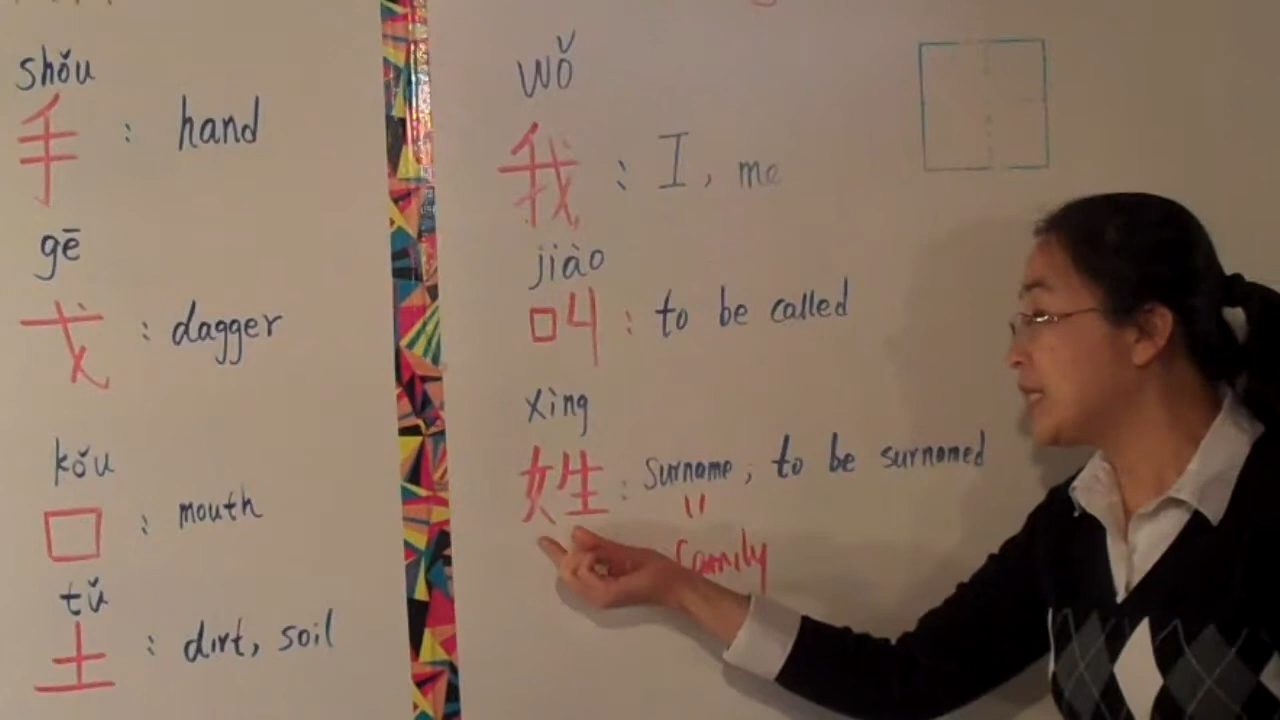 shǒu
手 : hand
gē
戈 : dagger
kǒu
口 : mouth
tǔ
土 : dirt, soil
wǒ
我 : I, me
jiào
叫 : to be called
xìng
姓 : surname, to be surnamed
"
family